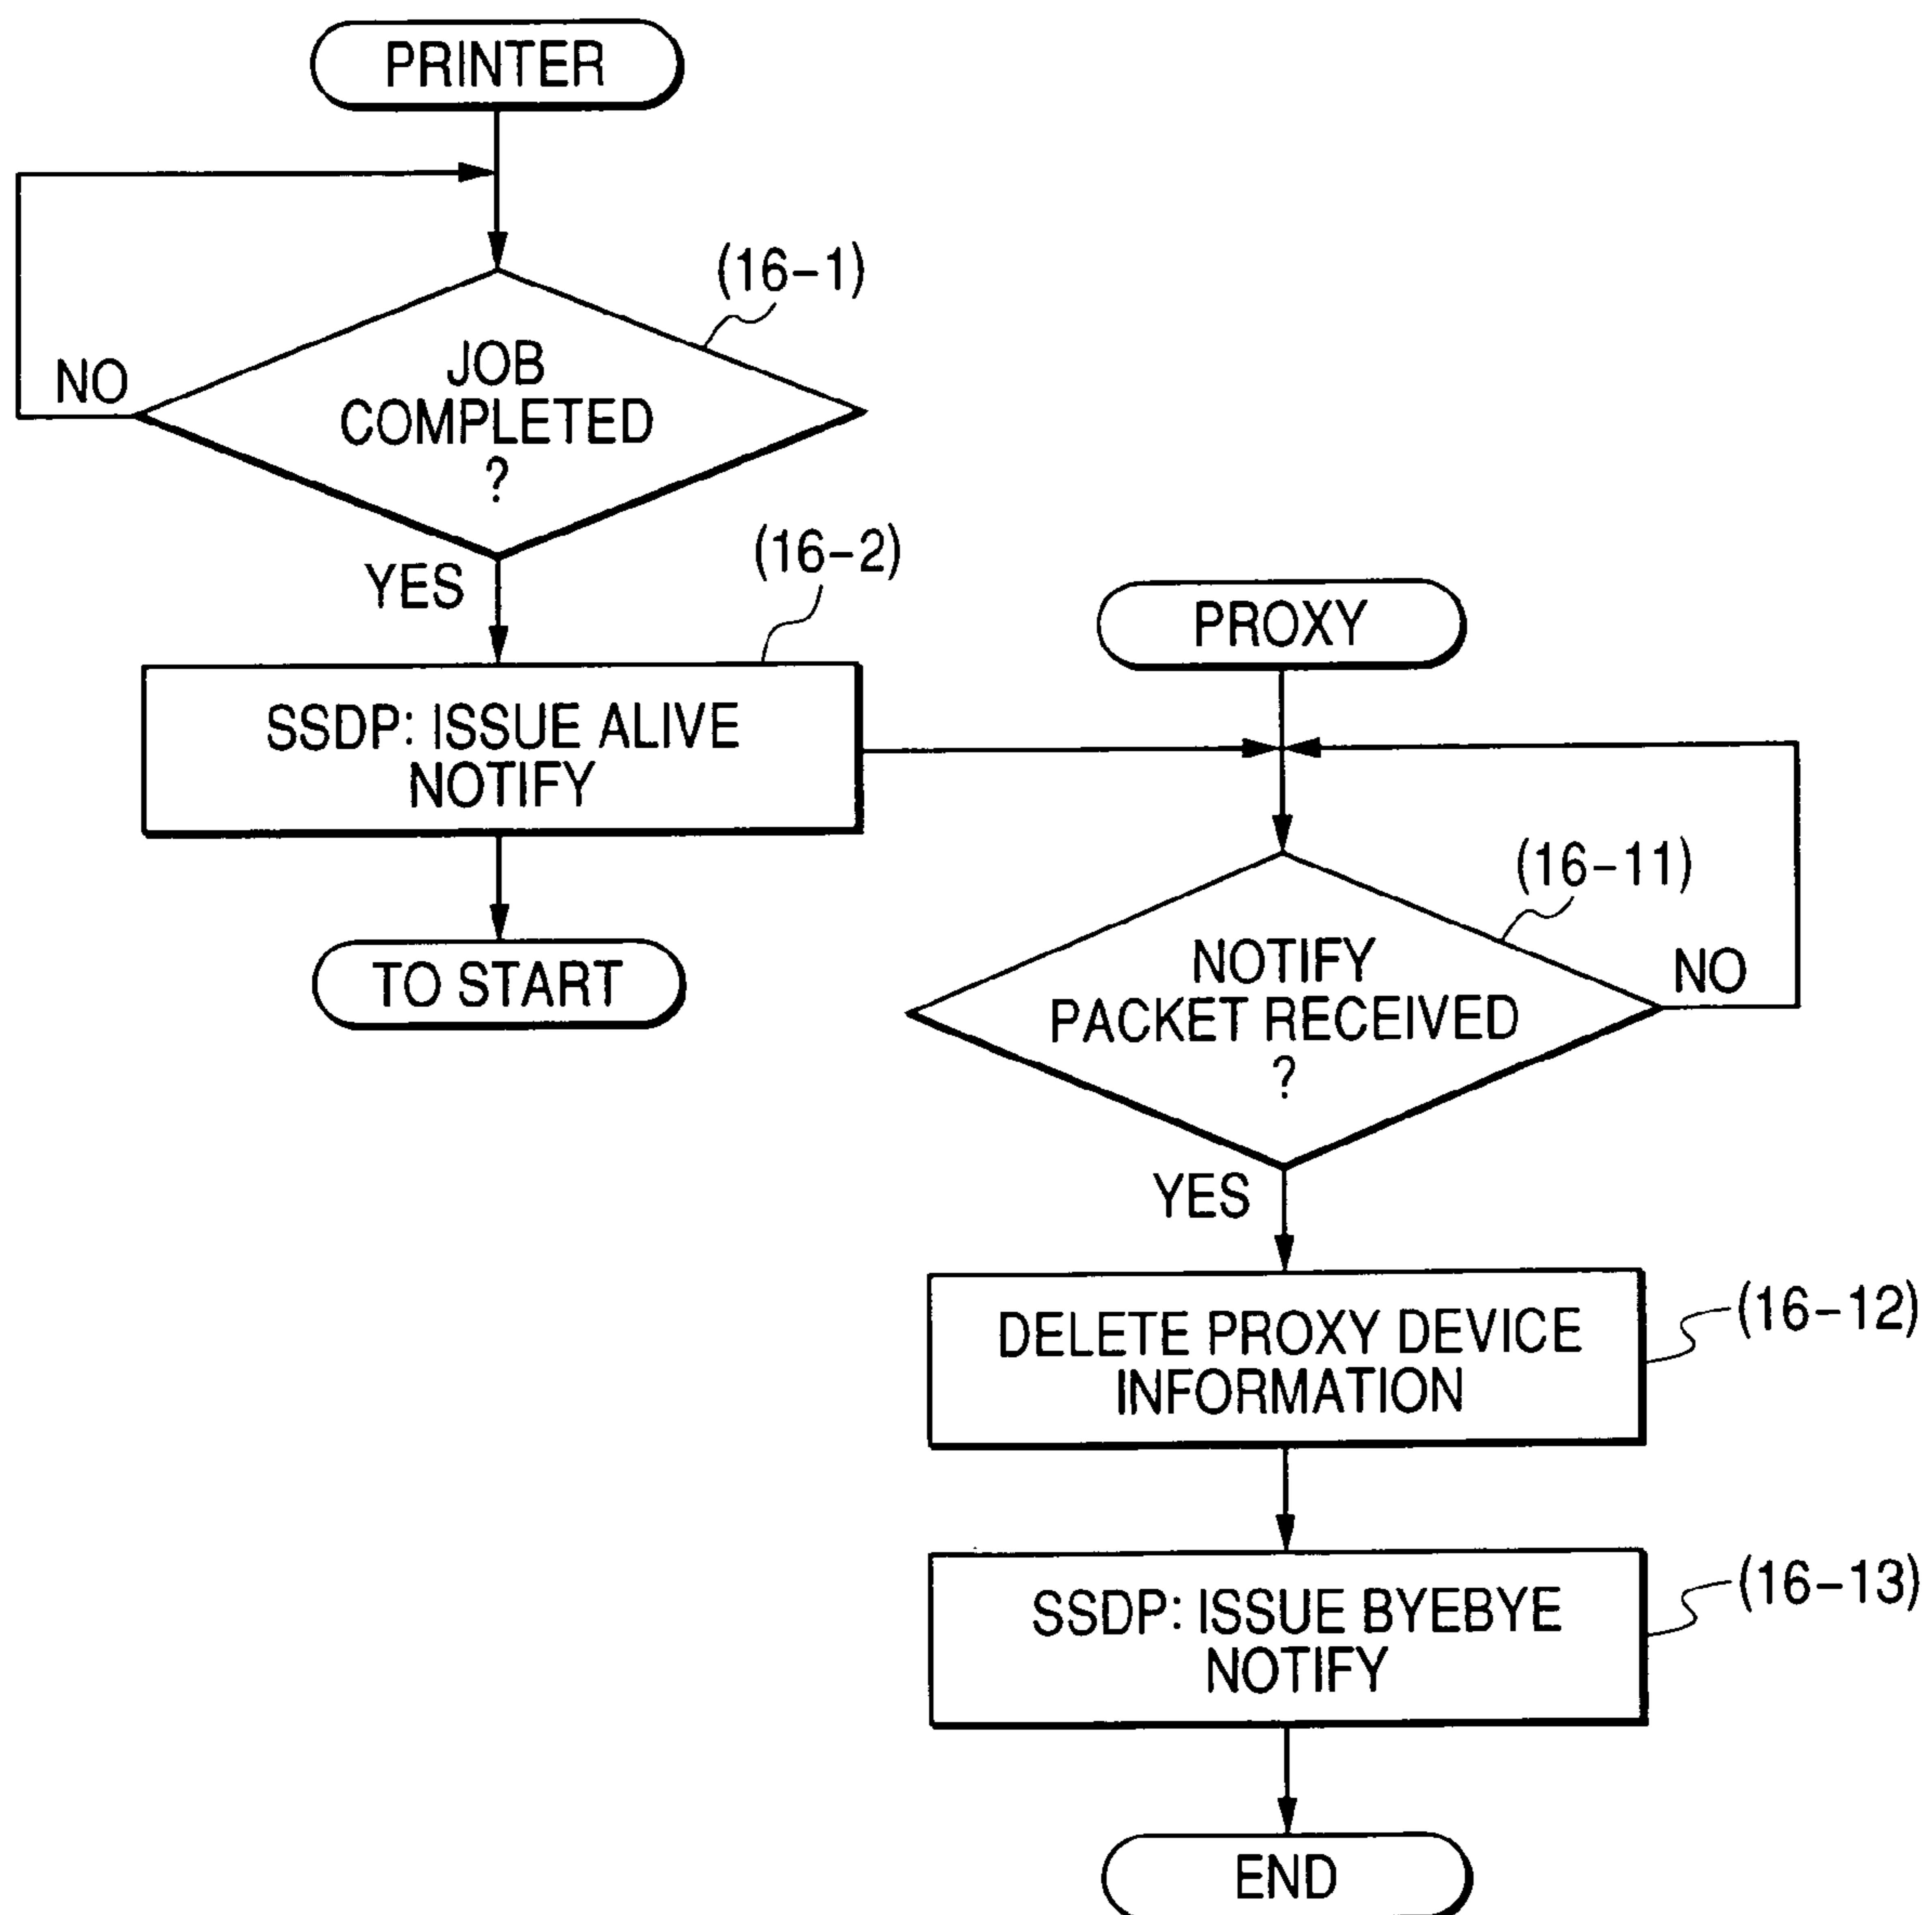 PRINTER
(16-1)
JOB
COMPLETED
?
NO
YES
(16-2)
SSDP: ISSUE ALIVE
NOTIFY
TO START
PROXY
(16-11)
NOTIFY
PACKET RECEIVED
?
NO
YES
DELETE PROXY DEVICE
INFORMATION
(16-12)
SSDP: ISSUE BYEBYE
NOTIFY
(16-13)
END